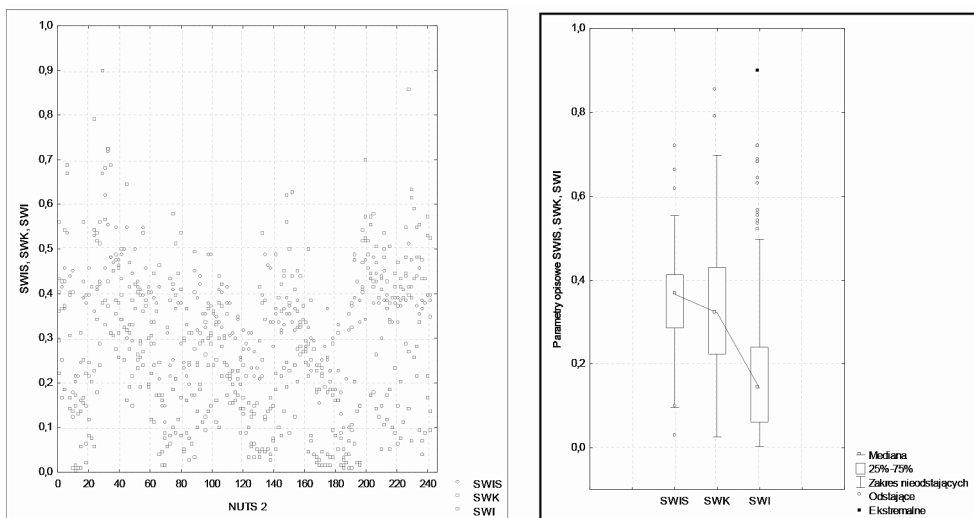 1,0
0,9
0,8
0,7
0,6
0,5
0,4
0,3
0,2
0,1
0,0
SWIS, SWK, SWI
0 20 40 60 80 100 120 140 160 180 200 220 240
NUTS 2
SWIS
SWK
SWI
1,0
0,8
0,6
0,4
0,2
0,0
Parametry opisowe SWIS, SWK, SWI
SWIS SWK SWI
Mediana
25%-75%
Zakres nieodstających
Odstające
Ekstremalne